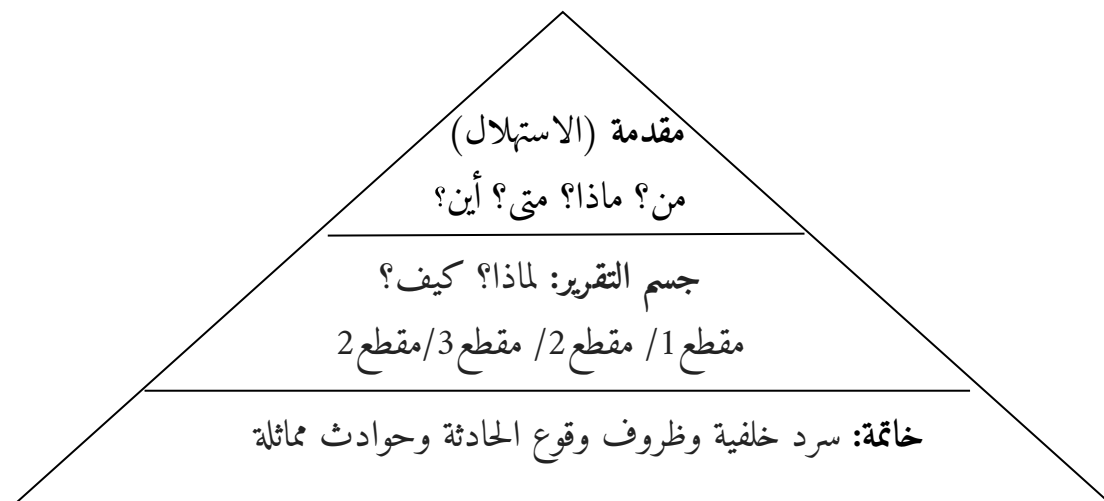 مقدمة (الاستهلال)
من؟ ماذا؟ متى؟ أين؟
جسم التقرير: لماذا؟ كيف؟
مقطع1/ مقطع2/ مقطع3/مقطع2
خاتمة: سرد خلفية وظروف وقوع الحادثة وحوادث مماثلة